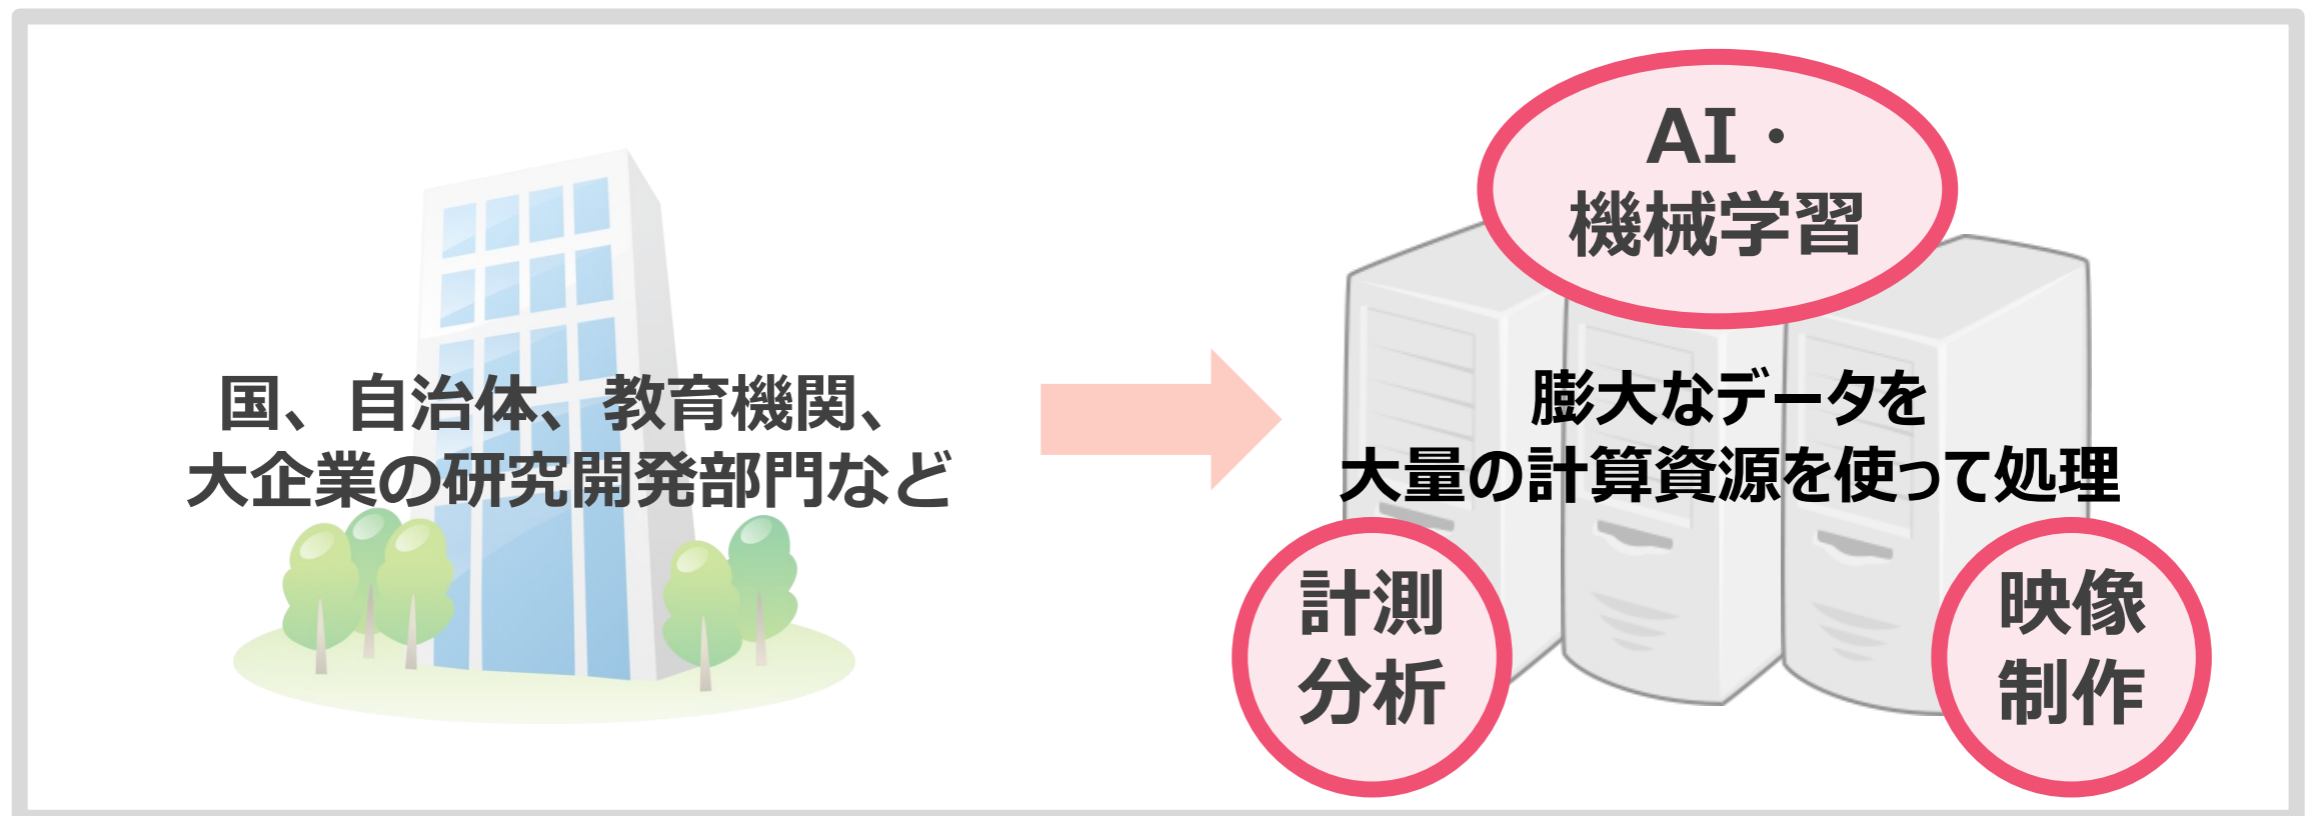 国、自治体、教育機関、
大企業の研究開発部門など
AI・
機械学習
膨大なデータを
大量の計算資源を使って処理
計測
分析
映像
制作